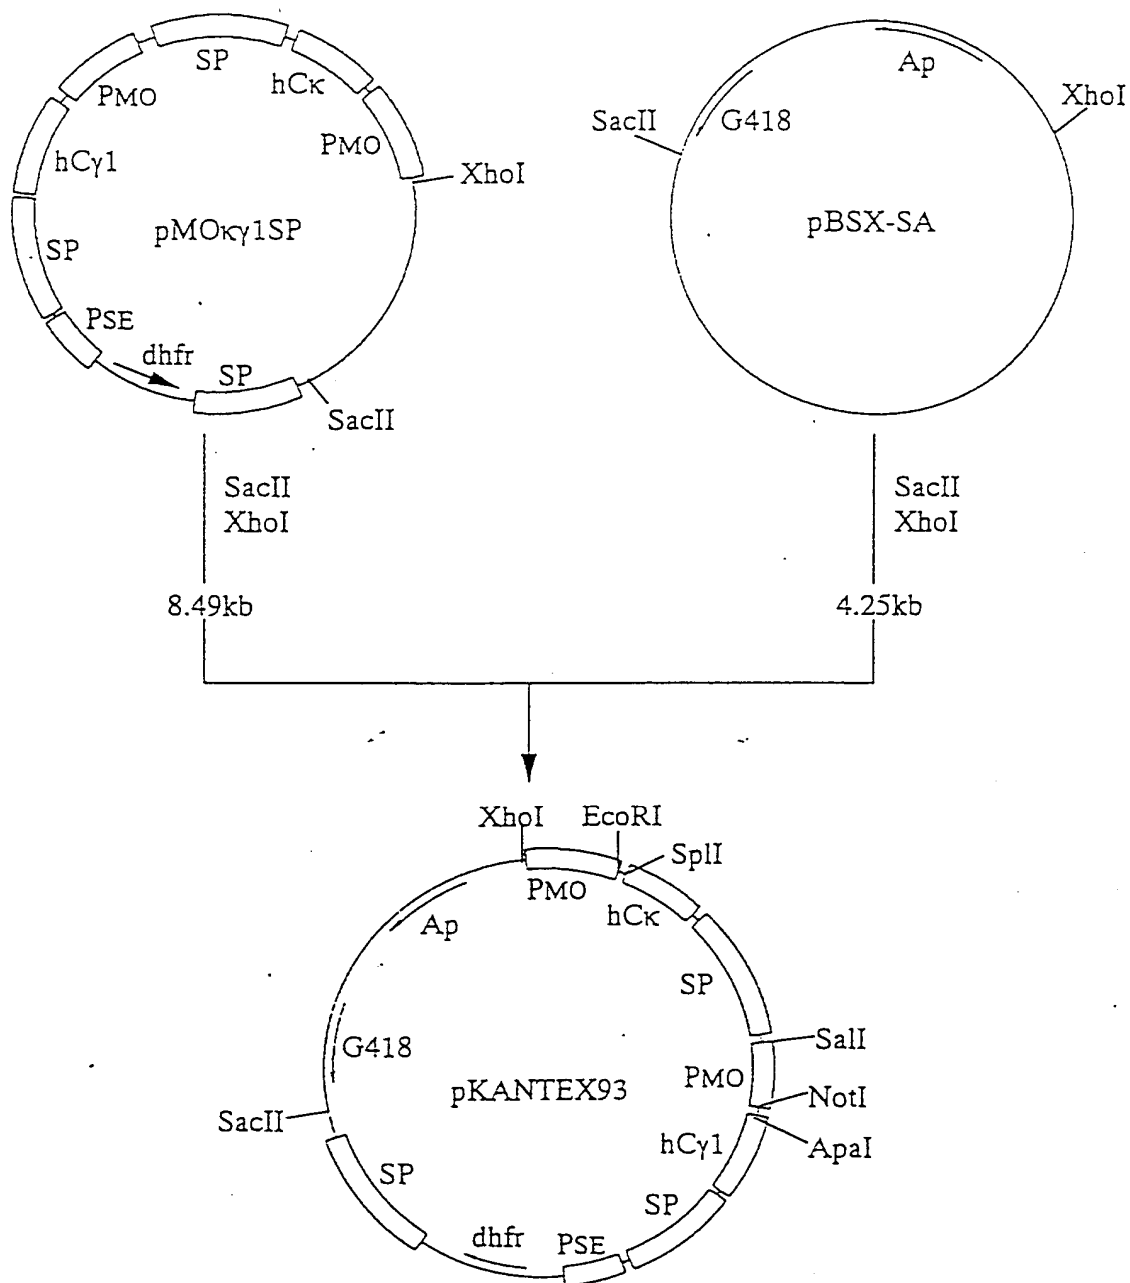 SP
hCκ
PMO
PMO
XhoI
hCγ1
pMOκγ1SP
SP
PSE
dhfr
SP
SacII
Ap
XhoI
SacII
G418
pBSX-SA
SacII
XhoI
8.49kb
SacII
XhoI
4.25kb
XhoI
EcoRI
SplI
PMO
hCκ
Ap
SP
SalI
G418
PMO
NotI
pKANTEX93
SacII
hCγ1
ApaI
SP
SP
dhfr
PSE